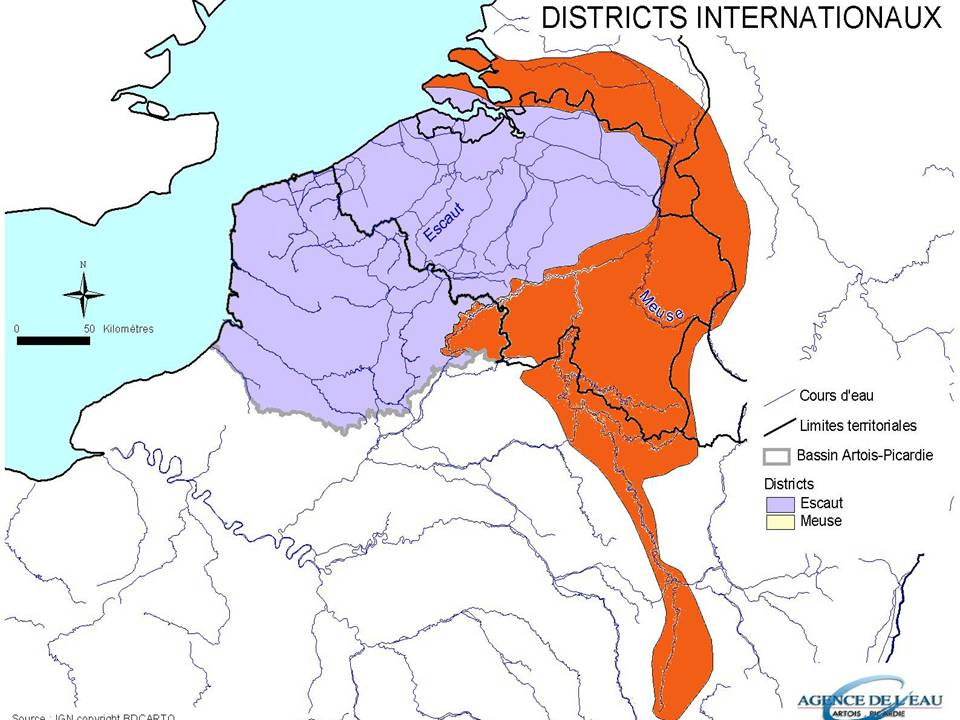 DISTRICTS INTERNATIONAUX
Escaut
N
Meuse
0 50 Kilomètres
Cours d'eau
Limites territoriales
Bassin Artois-Picardie
Districts
Escaut
Meuse
AGENCE DE L'EAU
ARTOIS - PICARDIE
Source : IGN copyright BDCARTO